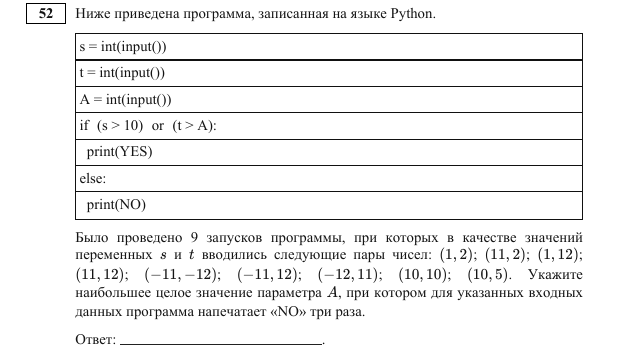 52 Ниже приведена программа, записанная на языке Python.
s = int(input())
t = int(input())
A = int(input())
if (s > 10) or (t > A):
print(YES)
else:
print(NO)
Было проведено 9 запусков программы, при которых в качестве значений
переменных s и t вводились следующие пары чисел: (1, 2); (11, 2); (1, 12);
(11, 12); (−11, −12); (−11, 12); (−12, 11); (10, 10); (10, 5). Укажите
наибольшее целое значение параметра A, при котором для указанных входных
данных программа напечатает «NO» три раза.
Ответ: ______________________________.